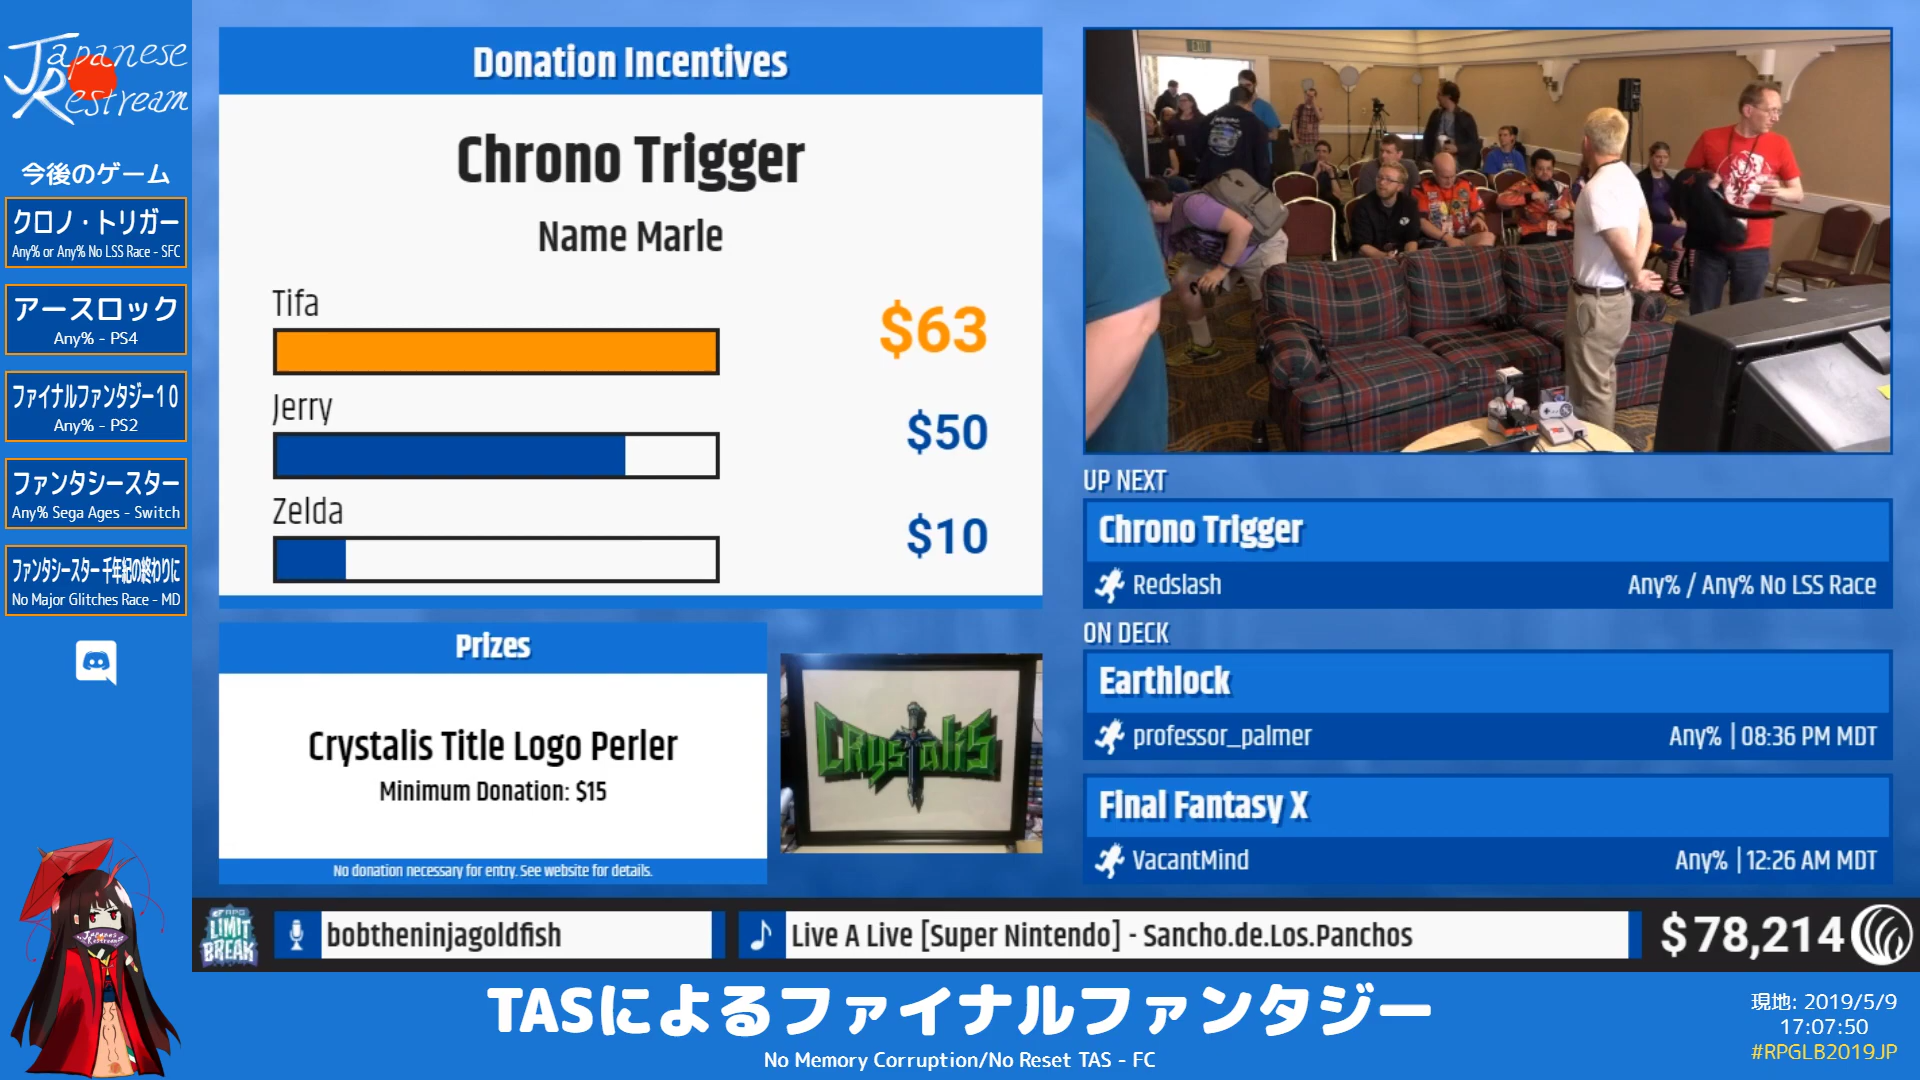 Japanese
Restream
今後のゲーム
クロノ・トリガー
Any% or Any% No LSS Race - SFC
アースロック
Any% - PS4
ファイナルファンタジー１０
Any% - PS2
ファンタシースター
Any% Sega Ages - Switch
ファンタシースター 千年紀の終わりに
No Major Glitches Race - MD
Donation Incentives
Chrono Trigger
Name Marle
Tifa
$63
Jerry
$50
Zelda
$10
Prizes
Crystalis Title Logo Perler
Minimum Donation: $15
No donation necessary for entry. See website for details.
Crystalis
EXIT
UP NEXT
Chrono Trigger
Redslash
Any% / Any% No LSS Race
ON DECK
Earthlock
professor_palmer
Any% | 08:36 PM MDT
Final Fantasy X
VacantMind
Any% | 12:26 AM MDT
RPG
LIMIT
BREAK
bobtheninjagoldfish
Live A Live [Super Nintendo] - Sancho.de.Los.Panchos
$78,214
TASによるファイナルファンタジー
No Memory Corruption/No Reset TAS - FC
現地: 2019/5/9
17:07:50
#RPGLB2019JP
Japanese
Restream